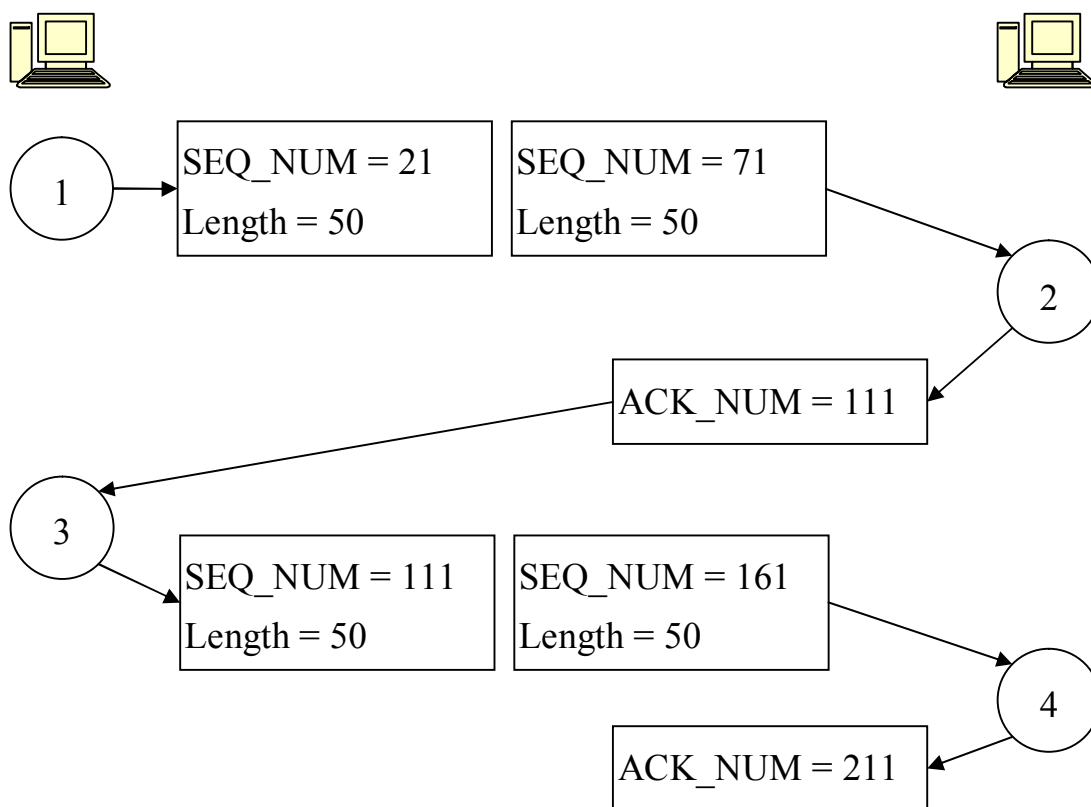 1
SEQ_NUM = 21
Length = 50
SEQ_NUM = 71
Length = 50
2
ACK_NUM = 111
3
SEQ_NUM = 111
Length = 50
SEQ_NUM = 161
Length = 50
4
ACK_NUM = 211